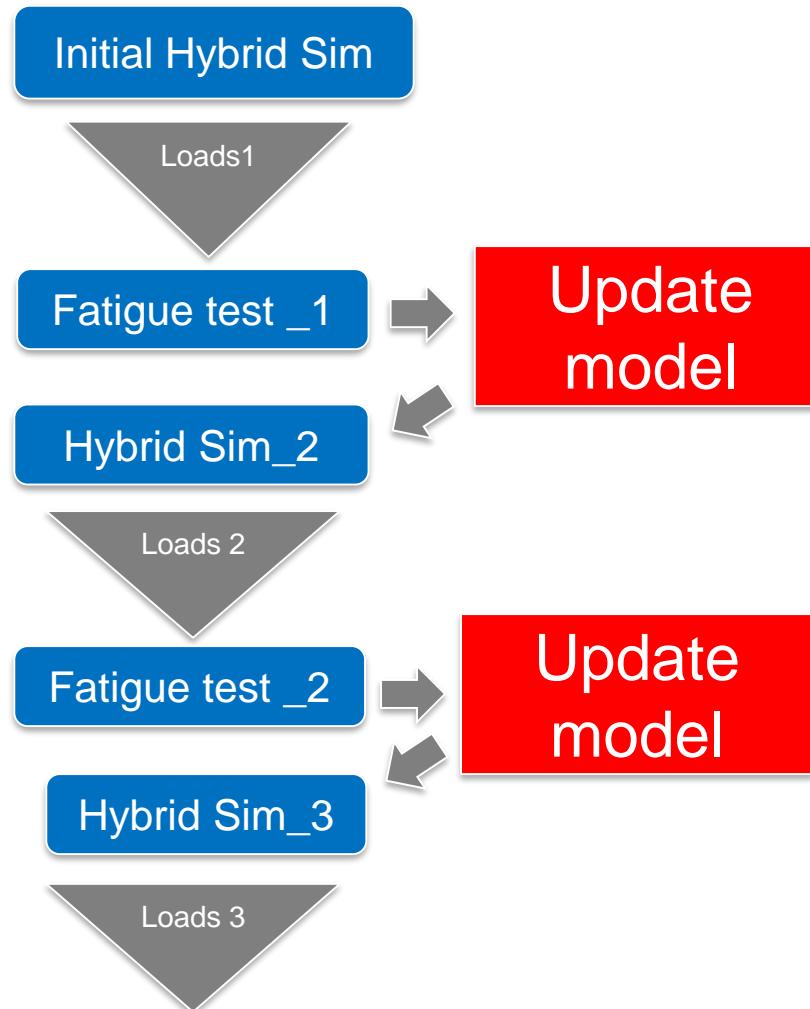 Initial Hybrid Sim
Loads1
Fatigue test _1
Update
model
Hybrid Sim_2
Loads 2
Fatigue test _2
Update
model
Hybrid Sim_3
Loads 3